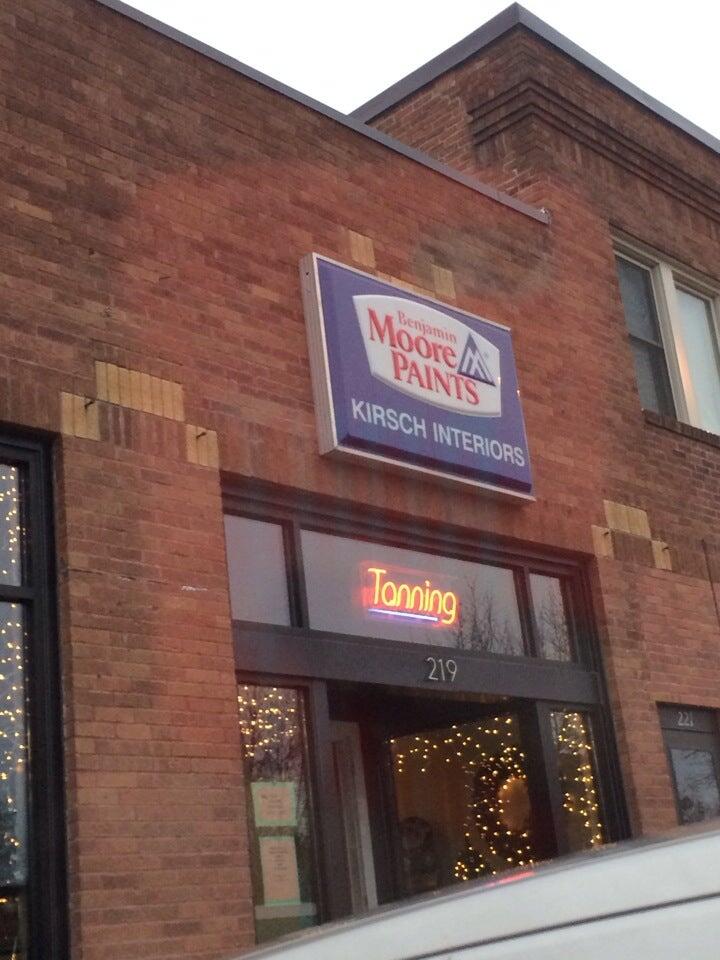 Benjamin
Moore
PAINTS
KIRSCH INTERIORS
Tanning
219
221